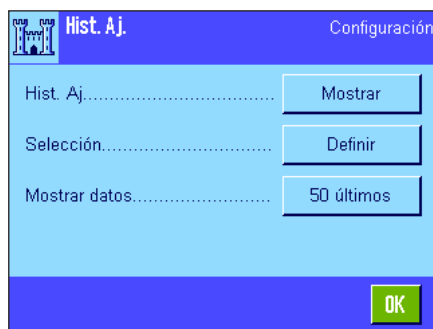 Hist. Aj. Configuración
Hist. Aj................................... Mostrar
Selección............................... Definir
Mostrar datos......................... 50 últimos
OK